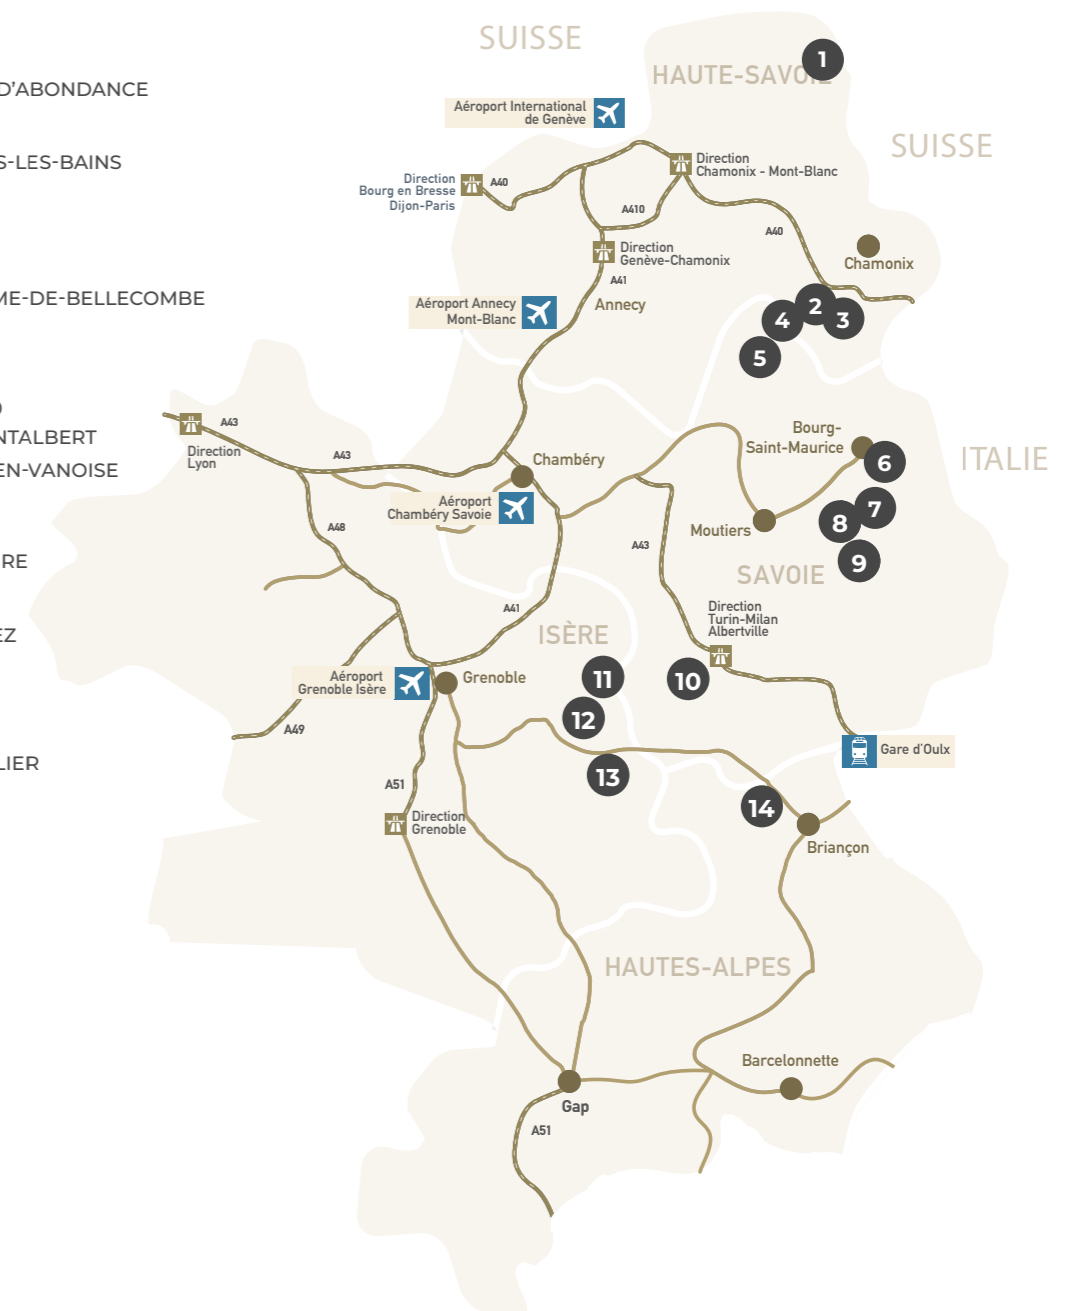 D'ABONDANCE
S-LES-BAINS
ME-DE-BELLECOMBE
NTALBERT
EN-VANOISE
RE
EZ
LIER
SUISSE
HAUTE-SAVOIE
1
Aéroport International
de Genève
SUISSE
Direction
Chamonix - Mont-Blanc
Direction
Bourg en Bresse
Dijon-Paris
A40
A410
A40
Direction
Genève-Chamonix
Chamonix
A41
Aéroport Annecy
Mont-Blanc
Annecy
2
3
4
5
A43
Direction
Lyon
A43
Chambéry
Bourg-
Saint-Maurice
ITALIE
6
Aéroport
Chambéry Savoie
7
8
Moutiers
A48
A43
9
SAVOIE
A41
Direction
Turin-Milan
Albertville
ISÈRE
Aéroport
Grenoble Isère
Grenoble
11
10
12
A49
Gare d'Oulx
13
A51
14
Direction
Grenoble
Briançon
HAUTES-ALPES
Barcelonnette
Gap
A51